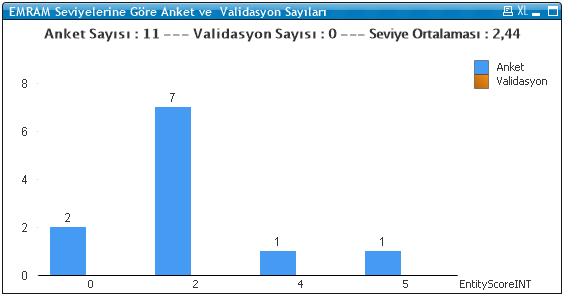 EMRAM Seviyelerine Göre Anket ve  Validasyon Sayıları XL
Anket Sayısı : 11 --- Validasyon Sayısı : 0 --- Seviye Ortalaması : 2,44
Anket
Validasyon
8
6
4
2
0
2
7
1
1
0
2
4
5
EntityScoreINT